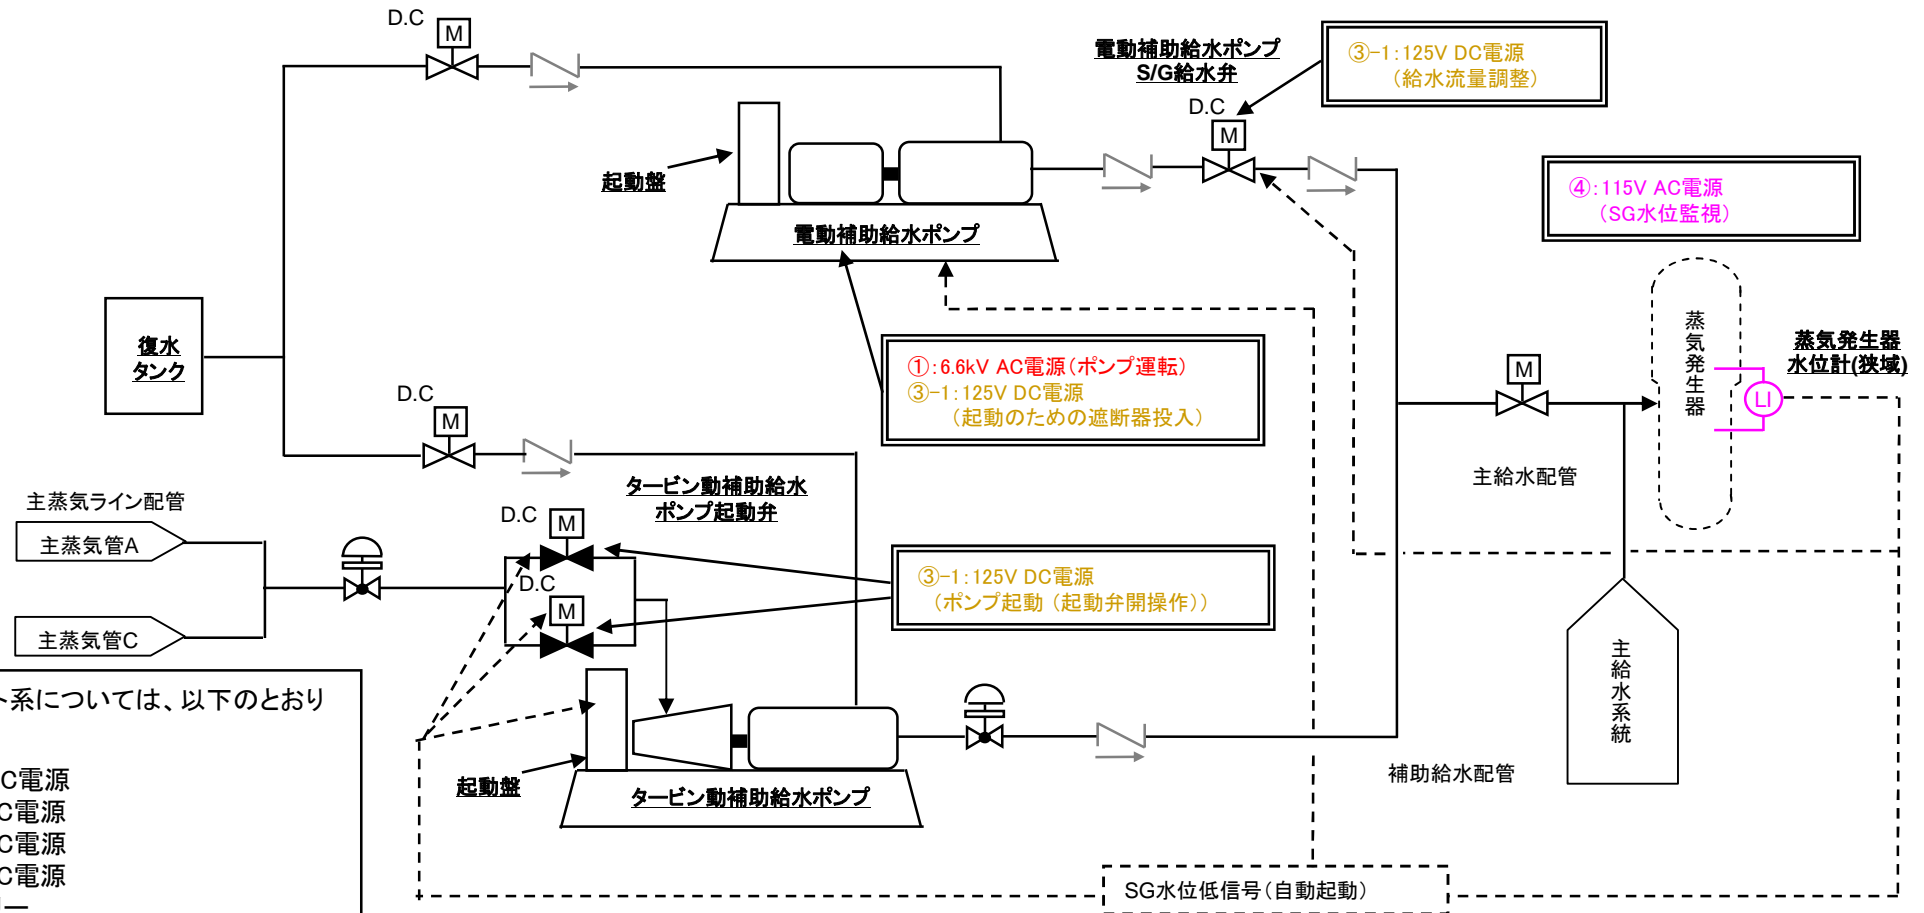 D.C
M
電動補助給水ポンプ
S/G給水弁
D.C
M
③-1:125V DC電源
(給水流量調整)
起動盤
電動補助給水ポンプ
④:115V AC電源
(SG水位監視)
復水
タンク
①:6.6kV AC電源(ポンプ運転)
③-1:125V DC電源
(起動のための遮断器投入)
蒸気発生器
蒸気発生器
水位計(狭域)
LI
M
D.C
M
主給水配管
主蒸気ライン配管
主蒸気管A
主蒸気管C
タービン動補助給水
ポンプ起動弁
D.C
M
D.C
M
③-1:125V DC電源
(ポンプ起動 (起動弁開操作))
主給水系統
ト系については、以下のとおり
C電源
C電源
C電源
C電源
リー
起動盤
タービン動補助給水ポンプ
補助給水配管
SG水位低信号(自動起動)